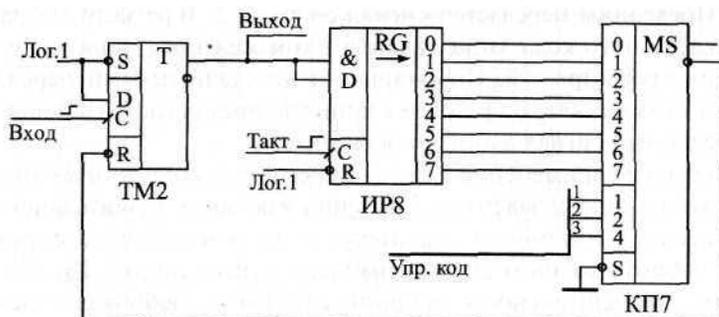 Выход
Лог.1
S
T
D
Вход
C
R
ТМ2
&
D
RG
0
1
2
3
4
5
6
7
Такт
C
R
Лог.1
ИР8
0
1
2
3
4
5
6
7
MS
1
2
3
1
2
4
Упр. код
S
КП7